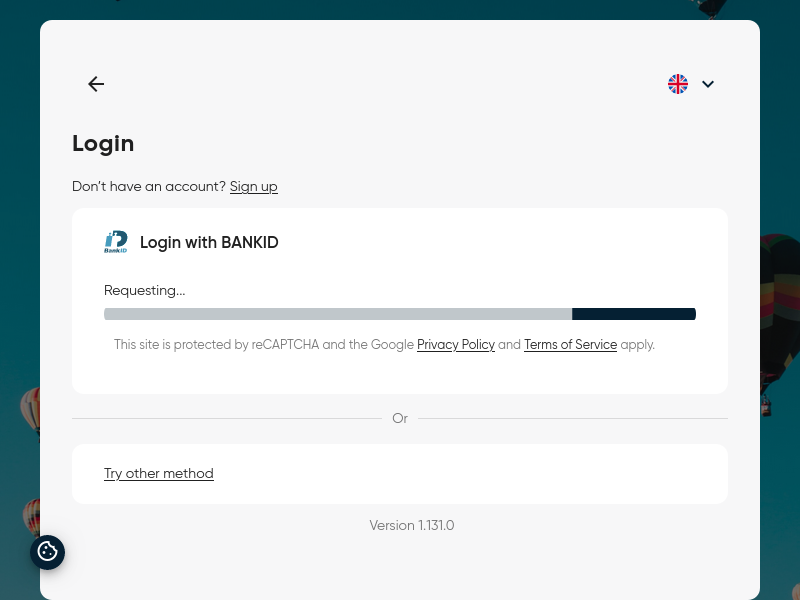 Login
Don’t have an account? Sign up
BankID
Login with BANKID
Requesting...
This site is protected by reCAPTCHA and the Google Privacy Policy and Terms of Service apply.
Or
Try other method
Version 1.131.0